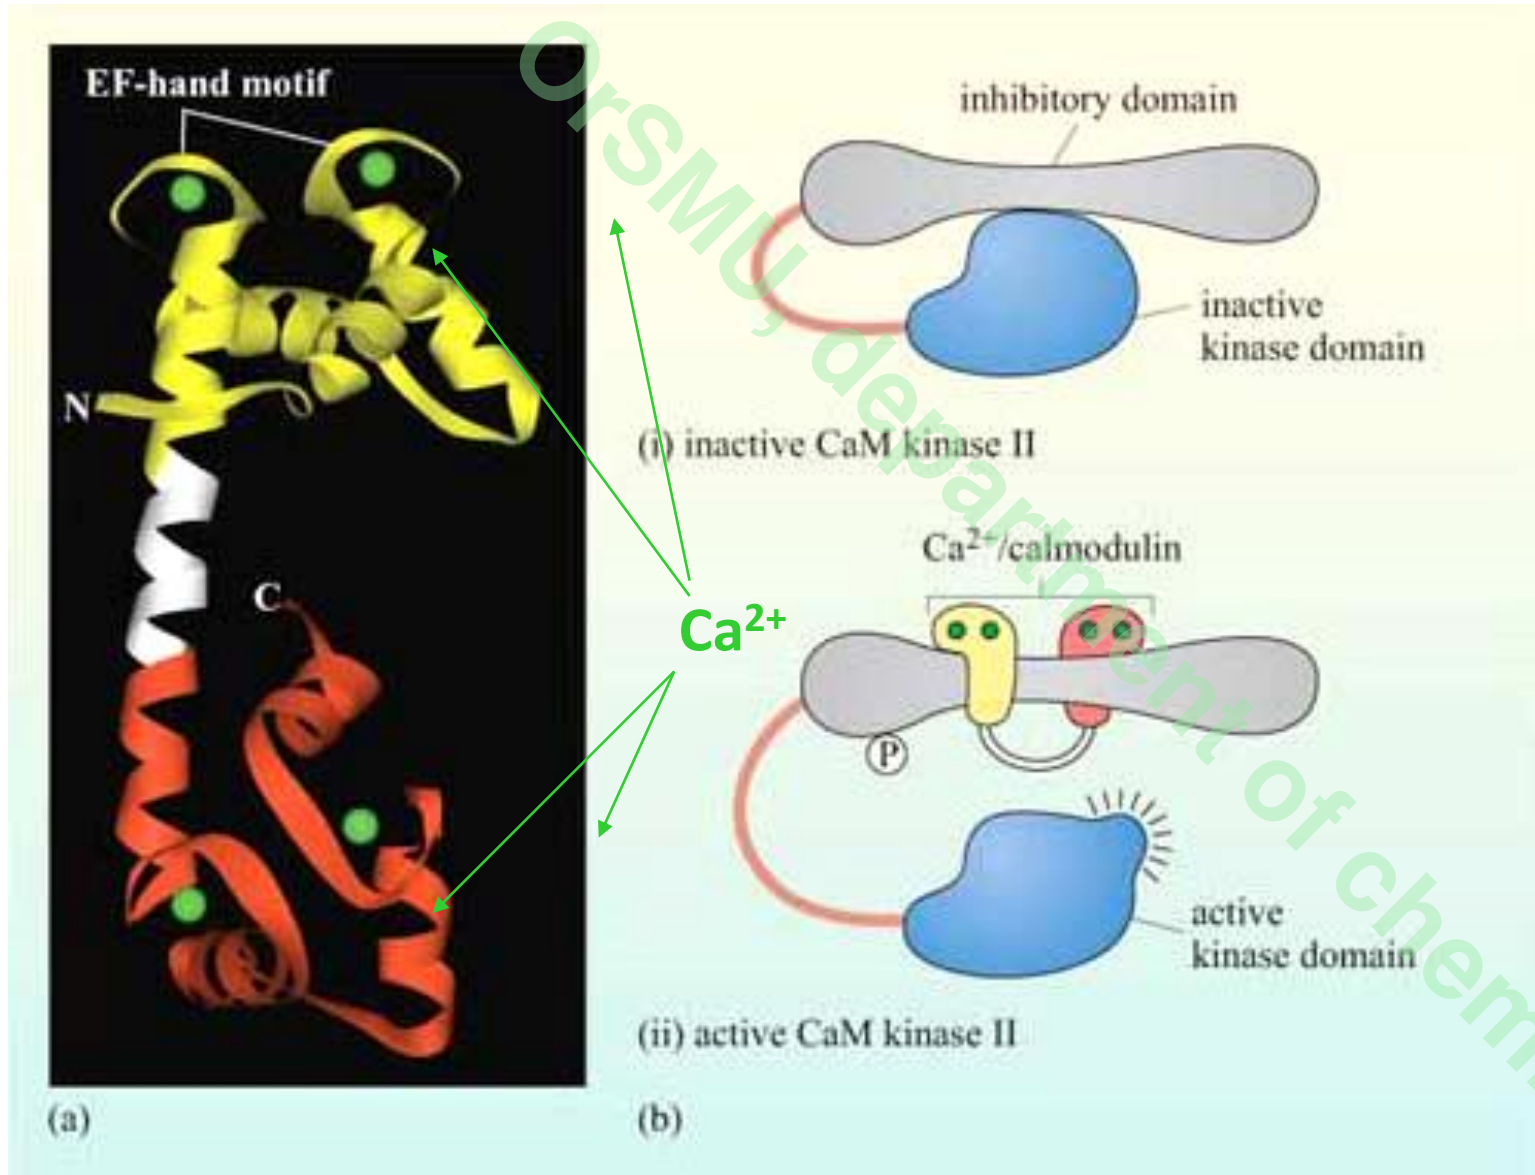 EF-hand motif
N
C
(a)
Ca²⁺
inhibitory domain
inactive
kinase domain
(i) inactive CaM kinase II
Ca²⁺/calmodulin
P
active
kinase domain
(ii) active CaM kinase II
(b)
OrSMU, department of chem